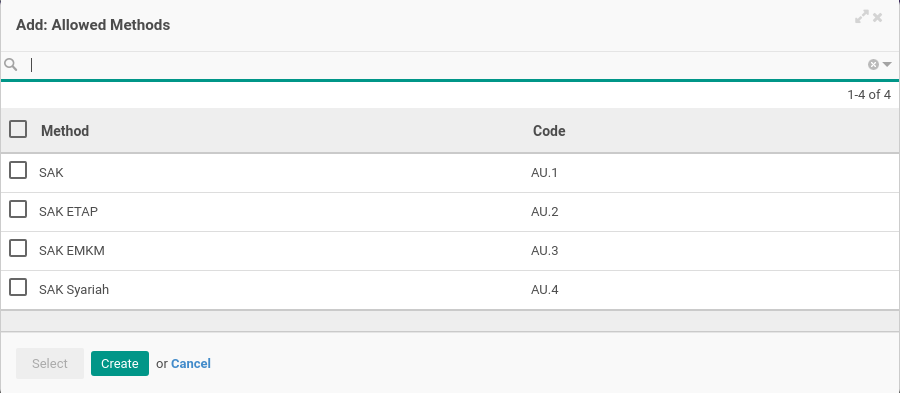 Add: Allowed Methods
1-4 of 4
Method Code
SAK AU.1
SAK ETAP AU.2
SAK EMKM AU.3
SAK Syariah AU.4
Select Create or Cancel